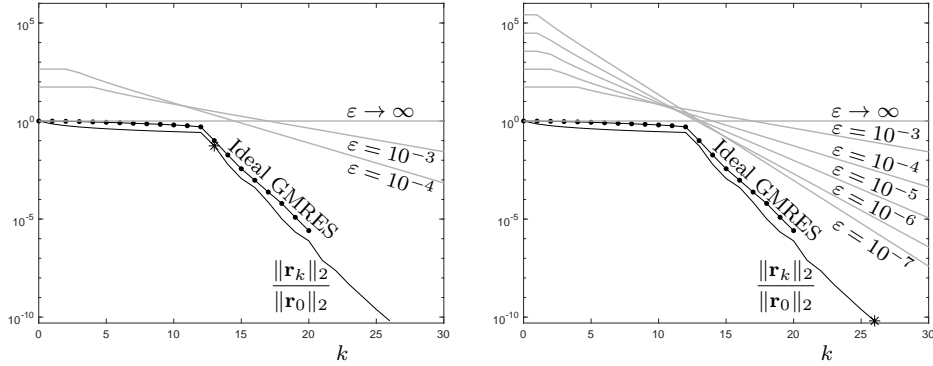 10^5
10^0
10^-5
10^-10
0 5 10 15 20 25 30
k
ε → ∞
ε = 10^-3
ε = 10^-4
Ideal GMRES
‖r_k‖_2
‖r_0‖_2
10^5
10^0
10^-5
10^-10
0 5 10 15 20 25 30
k
ε → ∞
ε = 10^-3
ε = 10^-4
ε = 10^-5
ε = 10^-6
ε = 10^-7
Ideal GMRES
‖r_k‖_2
‖r_0‖_2